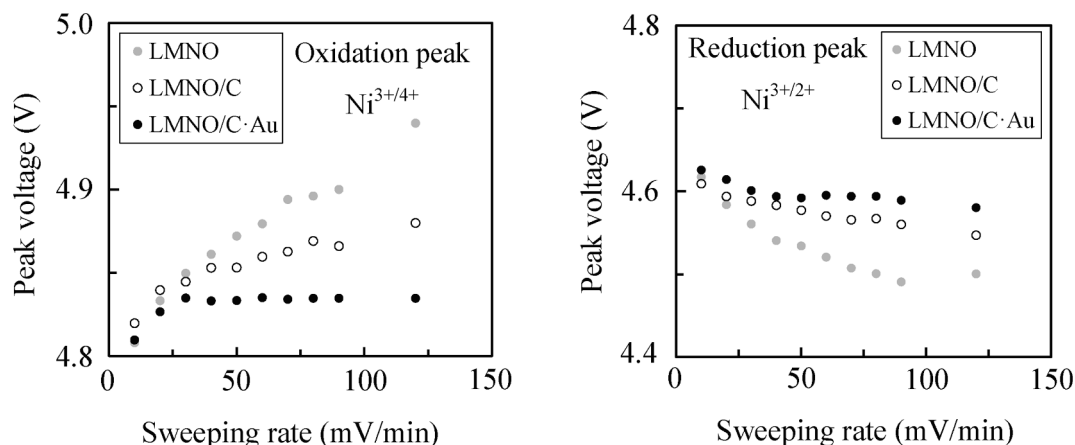 5.0
4.9
4.8
Peak voltage (V)
LMNO
LMNO/C
LMNO/C·Au
Oxidation peak
Ni3+/4+
0
50
100
150
Sweeping rate (mV/min)
4.8
4.6
4.4
Peak voltage (V)
Reduction peak
Ni3+/2+
LMNO
LMNO/C
LMNO/C·Au
0
50
100
150
Sweeping rate (mV/min)